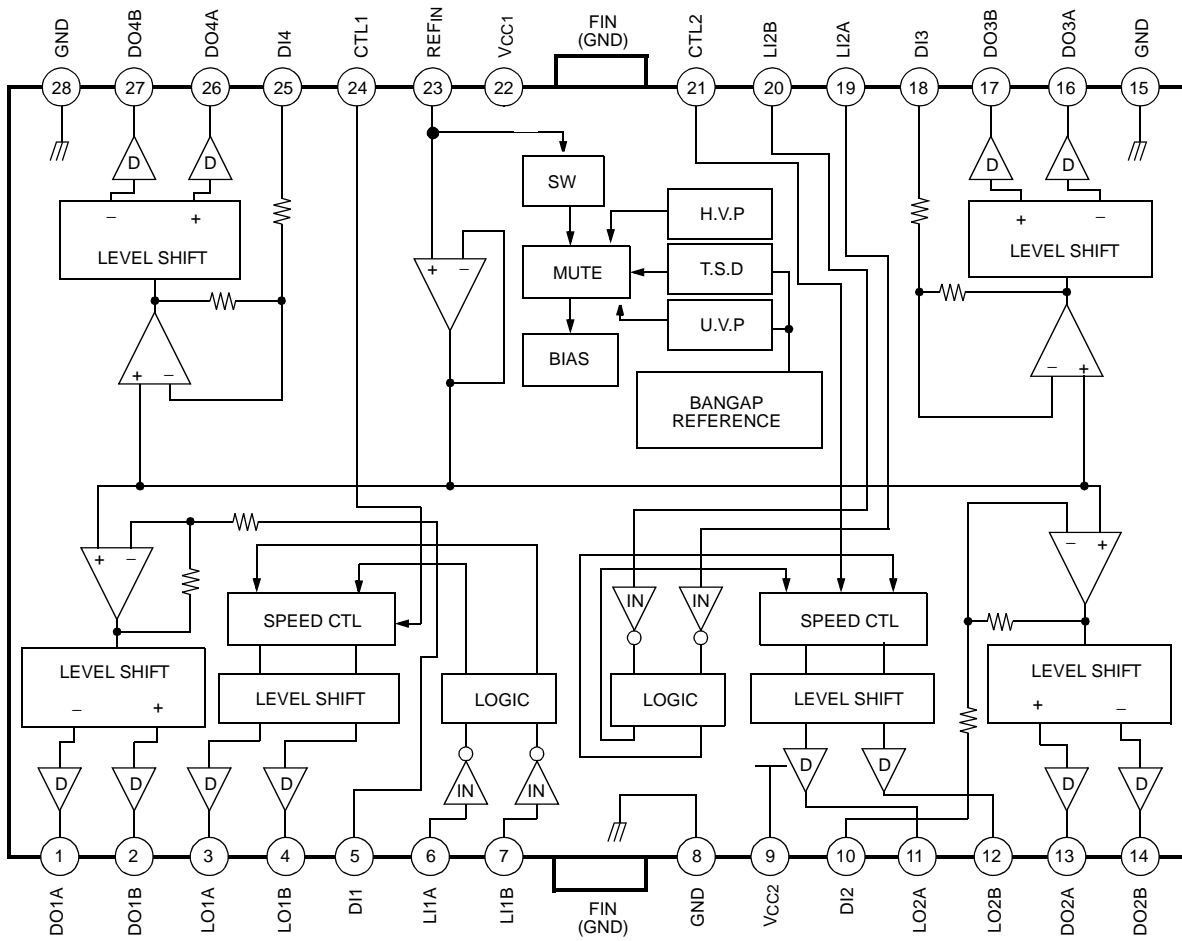 GND DO4B DO4A DI4 CTL1 REFIN VCC1 FIN CTL2 LI2B LI2A DI3 DO3B DO3A GND
(GND)
28 27 26 25 24 23 22 21 20 19 18 17 16 15
D D D D
SW
− + H.V.P + −
LEVEL SHIFT LEVEL SHIFT
MUTE T.S.D
+ −
U.V.P
BIAS
+ − − +
BANGAP
REFERENCE
+ − − +
IN IN
SPEED CTL SPEED CTL
LEVEL SHIFT LEVEL SHIFT
LEVEL SHIFT LOGIC LOGIC LEVEL SHIFT
− + + −
D D D D IN IN D D D D
1 2 3 4 5 6 7 8 9 10 11 12 13 14
DO1A DO1B LO1A LO1B DI1 LI1A LI1B FIN GND VCC2 DI2 LO2A LO2B DO2A DO2B
(GND)